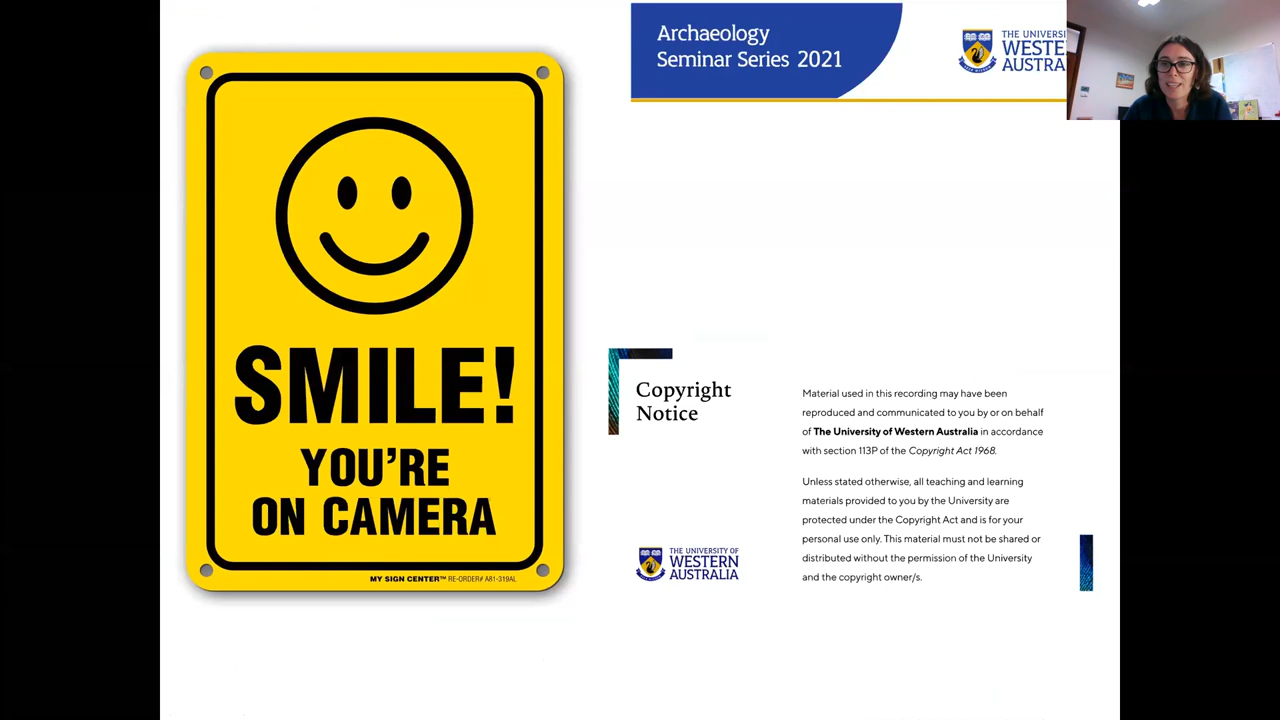 SMILE!
YOU'RE
ON CAMERA
MY SIGN CENTER™ RE-ORDER# A81-319AL
Archaeology
Seminar Series 2021
THE UNIVERSI
WESTE
AUSTRA
Copyright
Notice
Material used in this recording may have been
reproduced and communicated to you by or on behalf
of The University of Western Australia in accordance
with section 113P of the Copyright Act 1968.
Unless stated otherwise, all teaching and learning
materials provided to you by the University are
protected under the Copyright Act and is for your
personal use only. This material must not be shared or
distributed without the permission of the University
and the copyright owner/s.
THE UNIVERSITY OF
WESTERN
AUSTRALIA